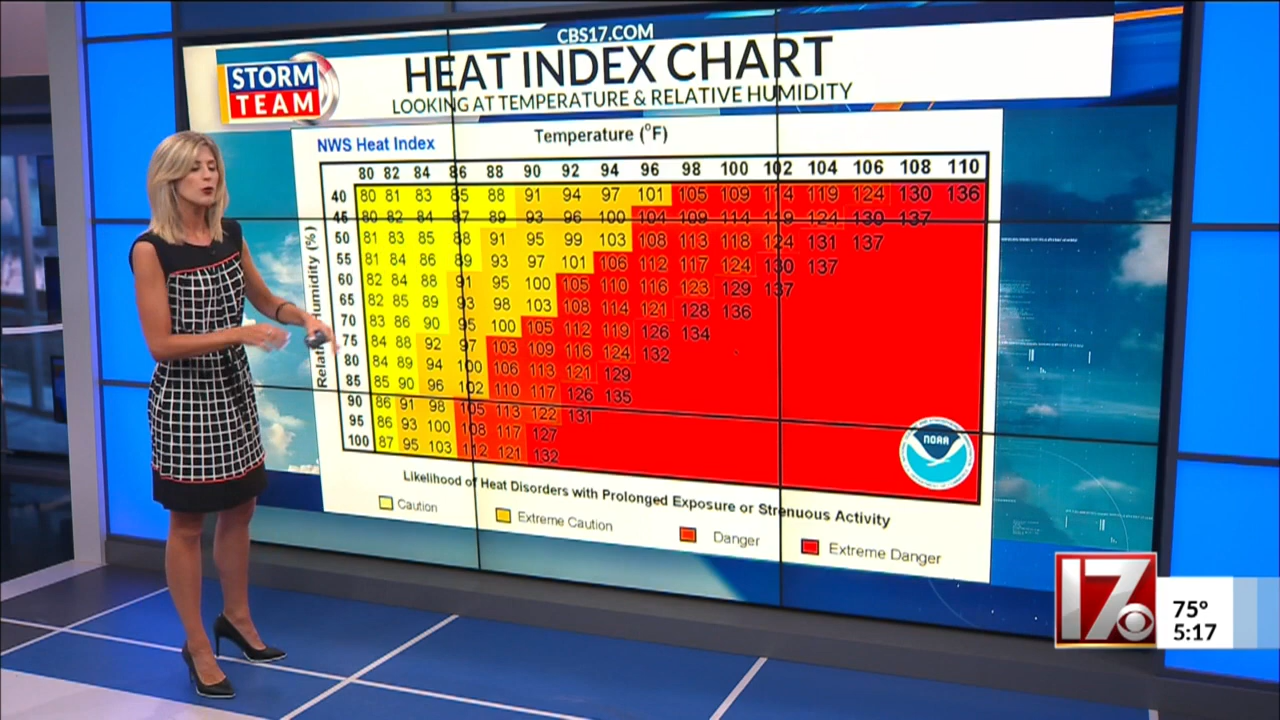 CBS17.COM
STORM
TEAM
HEAT INDEX CHART
LOOKING AT TEMPERATURE & RELATIVE HUMIDITY
NWS Heat Index
Temperature (°F)
80 82 84 86 88 90 92 94 96 98 100 102 104 106 108 110
40 80 81 83 85 88 91 94 97 101 105 109 114 119 124 130 136
45 80 82 84 87 89 93 96 100 104 109 114 119 124 130 137
50 81 83 85 88 91 95 99 103 108 113 118 124 131 137
55 81 84 86 89 93 97 101 106 112 117 124 130 137
60 82 84 88 91 95 100 105 110 116 123 129 137
65 82 85 89 93 98 103 108 114 121 128 136
70 83 86 90 95 100 105 112 119 126 134
75 84 88 92 97 103 109 116 124 132
80 84 89 94 100 106 113 121 129
85 85 90 96 102 110 117 126 135
90 86 91 98 105 113 122 131
95 86 93 100 108 117 127
100 87 95 103 112 121 132
(%)
Likelihood of Heat Disorders with Prolonged Exposure or Strenuous Activity
Caution
Extreme Caution
Danger
Extreme Danger
NOAA
17
75°
5:17